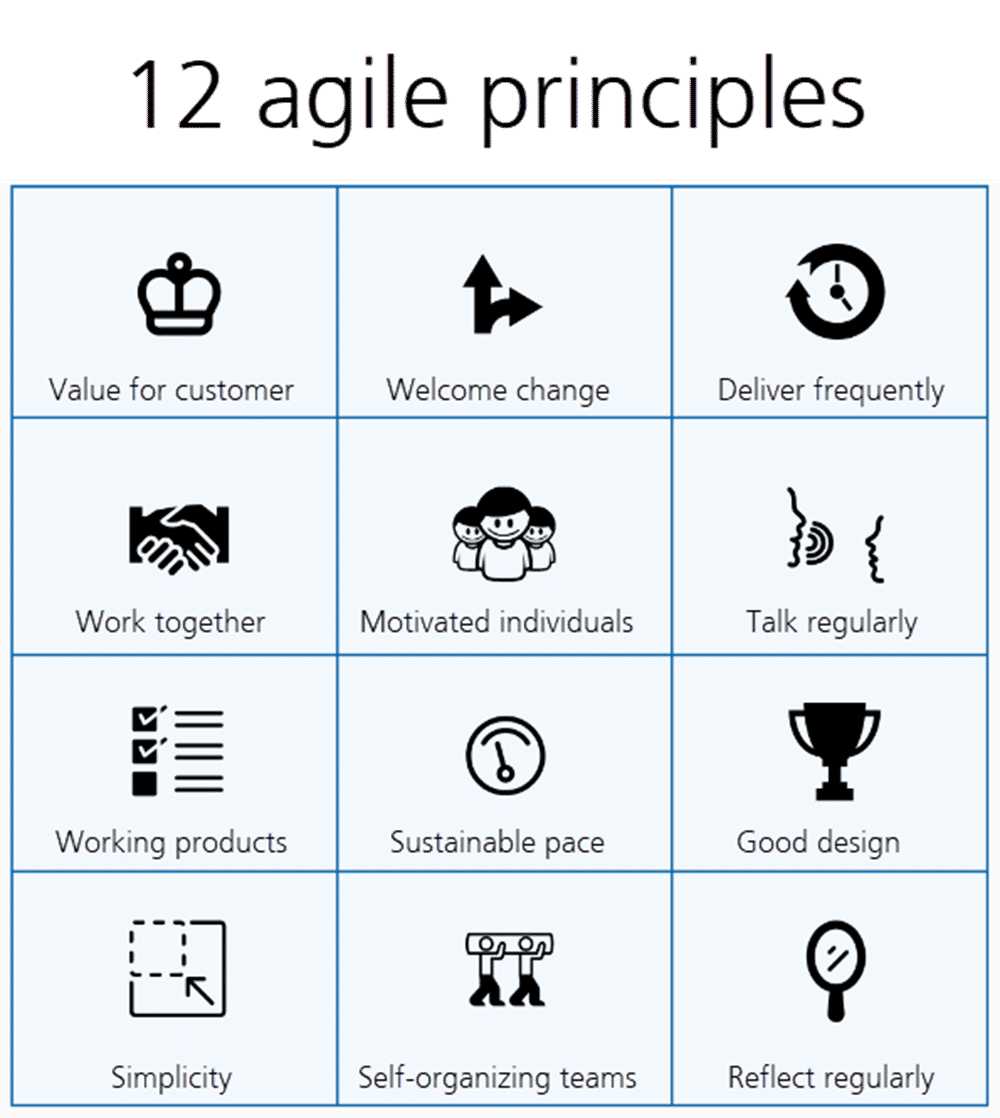 12 agile principles
Value for customer
Welcome change
Deliver frequently
Work together
Motivated individuals
Talk regularly
Working products
Sustainable pace
Good design
Simplicity
Self-organizing teams
Reflect regularly